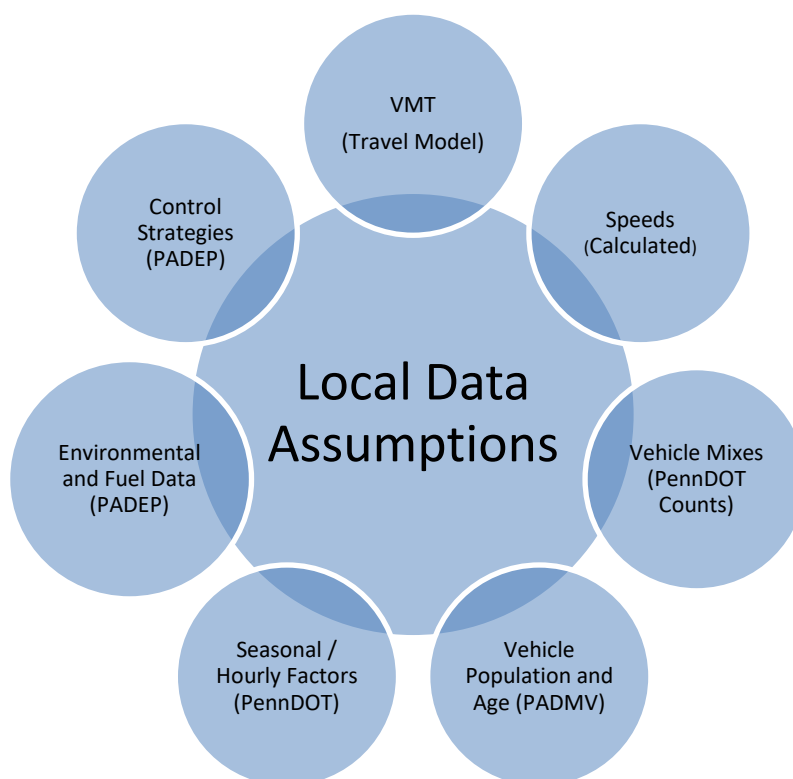 VMT
(Travel Model)
Speeds
(Calculated)
Vehicle Mixes
(PennDOT
Counts)
Vehicle
Population and
Age (PADMV)
Seasonal /
Hourly Factors
(PennDOT)
Environmental
and Fuel Data
(PADEP)
Control
Strategies
(PADEP)
Local Data
Assumptions